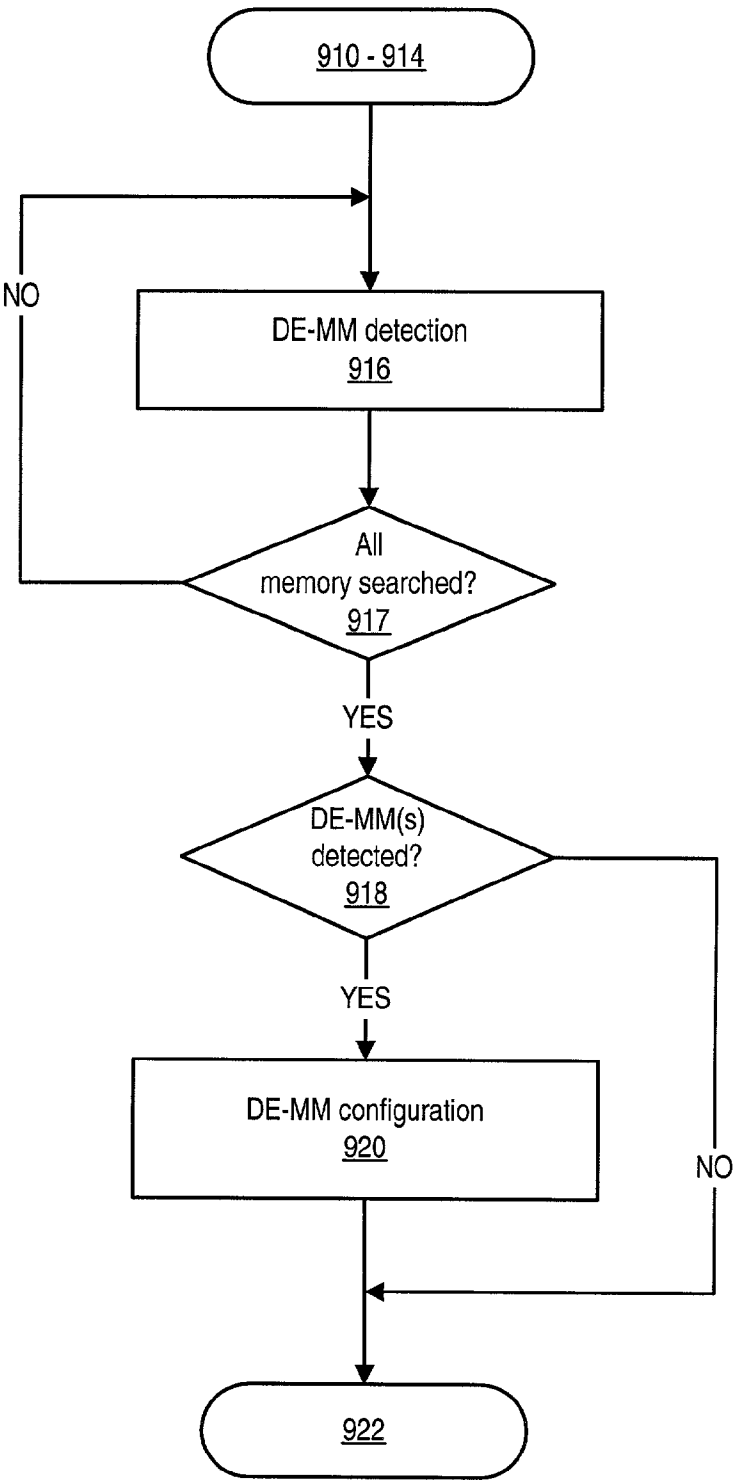 910 - 914
NO
DE-MM detection
916
All
memory searched?
917
YES
DE-MM(s)
detected?
918
YES
DE-MM configuration
920
NO
922